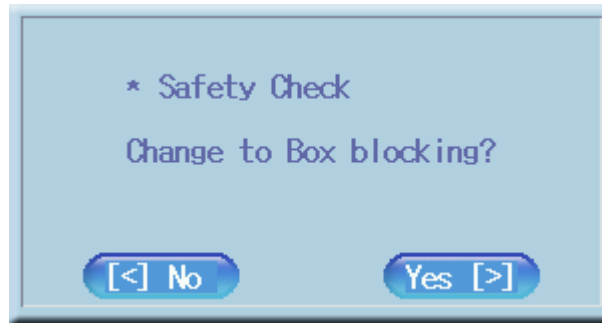 * Safety Check
Change to Box blocking?
[<] No
Yes [>]